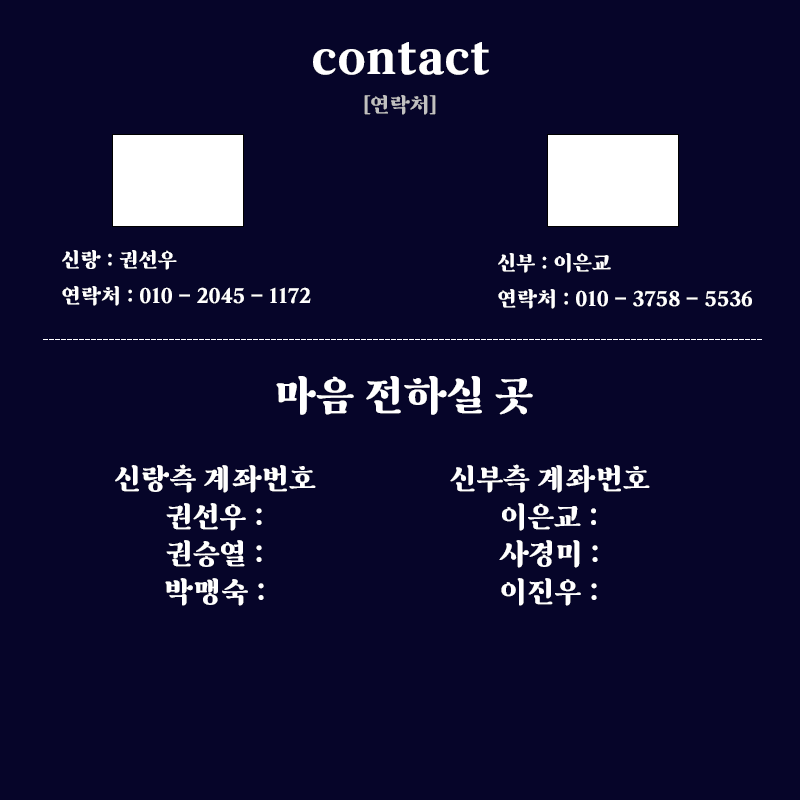 contact
[연락처]
신랑 : 권선우
연락처 : 010 - 2045 - 1172
신부 : 이은교
연락처 : 010 - 3758 - 5536
마음 전하실 곳
신랑측 계좌번호
권선우 :
권승열 :
박맹숙 :
신부측 계좌번호
이은교 :
사경미 :
이진우 :